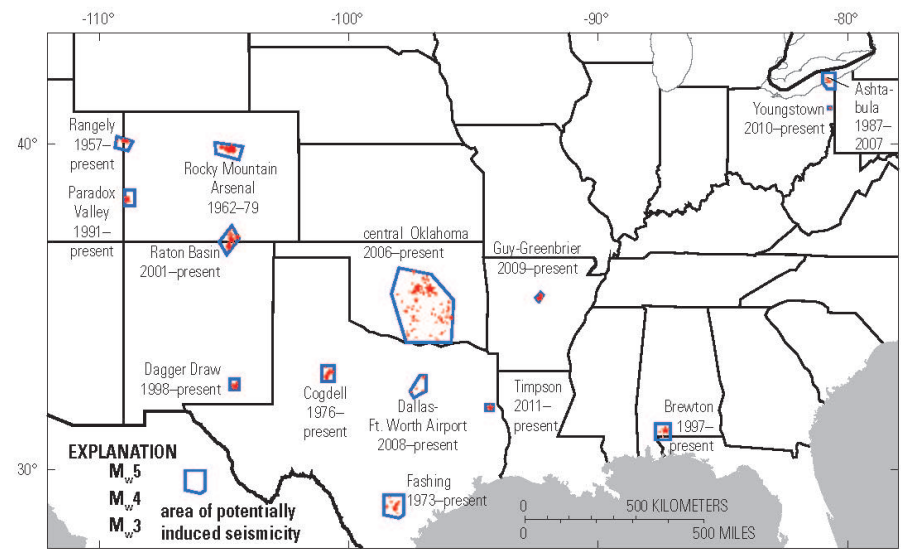 -110°
-100°
-90°
-80°
40°
30°
Rangely
1957–
present
Paradox
Valley
1991–
present
Rocky Mountain
Arsenal
1962–79
Raton Basin
2001–present
central Oklahoma
2006–present
Guy-Greenbrier
2009–present
Youngstown
2010–present
Ashta-
bula
1987–
2007
Dagger Draw
1998–present
Cogdell
1976–
present
Dallas-
Ft. Worth Airport
2008–present
Timpson
2011–
present
Brewton
1997–
present
Fashing
1973–present
EXPLANATION
Mw5
Mw4
Mw3
area of potentially
induced seismicity
0 500 KILOMETERS
0 500 MILES